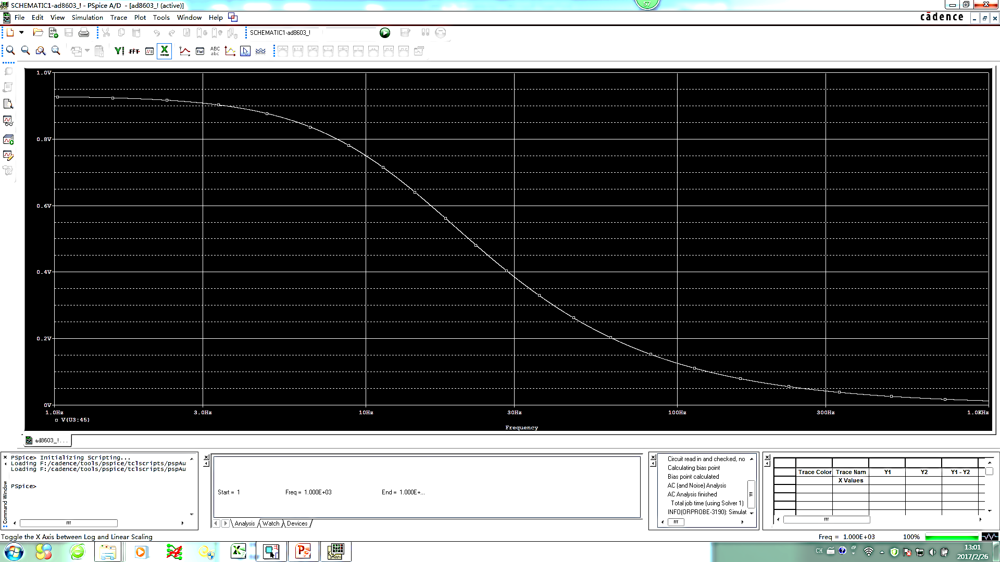 SCHEMATIC1-ad8603_! - PSpice A/D - [ad8603_! (active)]
57
File Edit View Simulation Trace Plot Tools Window Help
cādence
SCHEMATIC1-ad8603_!
ABC
abc
1.0V
0.8V
0.6V
0.4V
0.2V
0V
1.0Hz 3.0Hz 10Hz 30Hz 100Hz 300Hz 1.0KHz
V(U3:45)
Frequency
ad8603_!...
PSpice> Initializing Scripting...
Loading F:/cadence/tools/pspice/tclscripts/pspAu
Loading F:/cadence/tools/pspice/tclscripts/pspAu
PSpice>
Command Window
Start = 1 Freq = 1.000E+03 End = 1.000E+...
Analysis Watch Devices
Circuit read in and checked, no
Calculating bias point
Bias point calculated
AC (and Noise) Analysis
AC Analysis finished
Total job time (using Solver 1)
INFO(ORPROBE-3190): Simulat
Trace Color Trace Nam Y1 Y2 Y1 - Y2
X Values
Toggle the X Axis between Log and Linear Scaling
Freq = 1.000E+03 100%
CH
13:01
2017/2/26